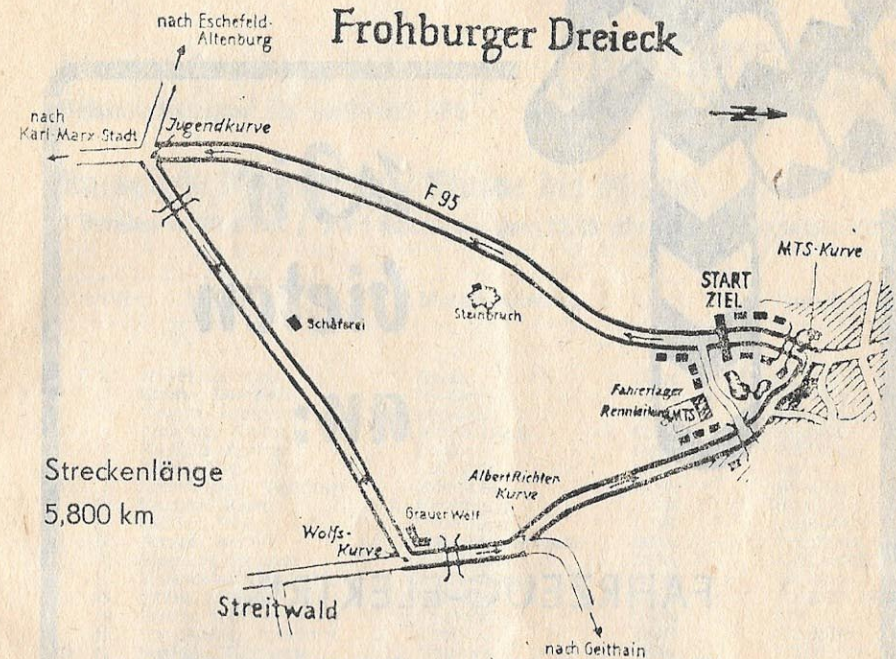 Frohburger Dreieck
nach Eschefeld-
Altenburg
nach
Karl-Marx-Stadt
Jugendkurve
F 95
N
MTS-Kurve
START
ZIEL
Steinbruch
Schäferei
Fahrerlager
Rennleitung
MTS
Streckenlänge
5,800 km
Albert Richter
Kurve
Grauer Wolf
Wolfs-
Kurve
Streitwald
nach Geithain